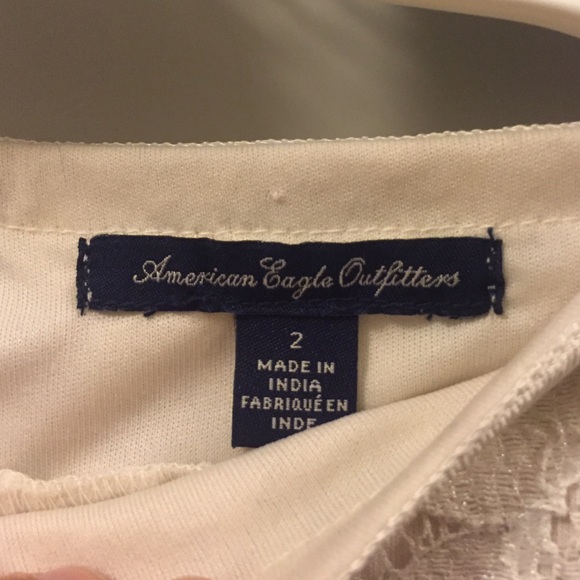 American Eagle Outfitters
2
MADE IN
INDIA
FABRIQUÉ EN
INDE